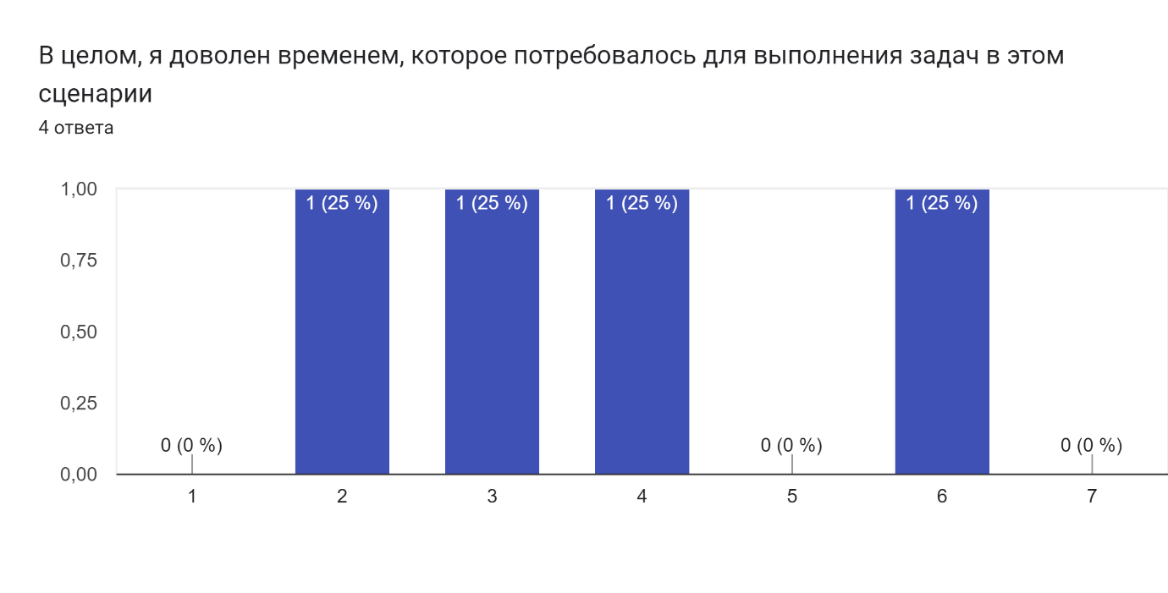 В целом, я доволен временем, которое потребовалось для выполнения задач в этом
сценарии
4 ответа
1,00
1 (25 %) 1 (25 %) 1 (25 %) 1 (25 %)
0,75
0,50
0,25
0 (0 %) 0 (0 %) 0 (0 %)
0,00
1 2 3 4 5 6 7